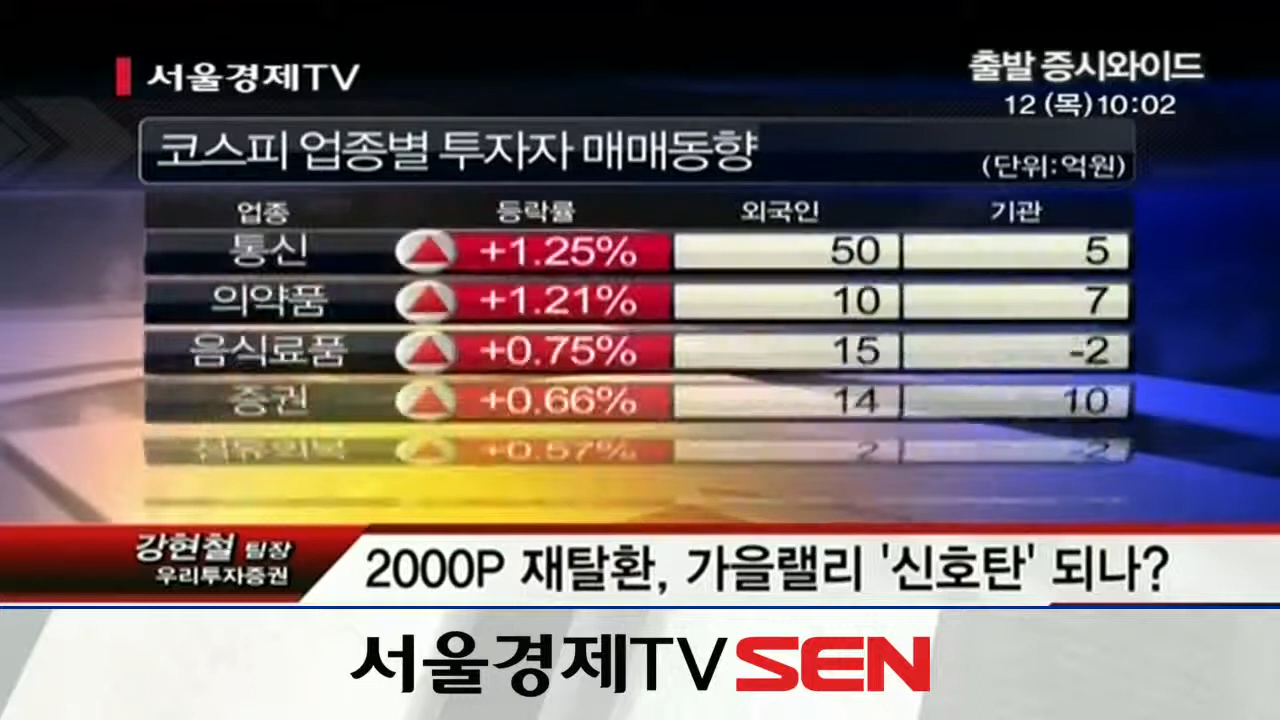 서울경제TV
출발 증시와이드
12 (목) 10:02
코스피 업종별 투자자 매매동향
(단위:억원)
업종 등락률 외국인 기관
통신 +1.25% 50 5
의약품 +1.21% 10 7
음식료품 +0.75% 15 -2
증권 +0.66% 14 10
+0.57% 2 -2
강현철 팀장
우리투자증권
2000P 재탈환, 가을랠리 '신호탄' 되나?
서울경제TV SEN